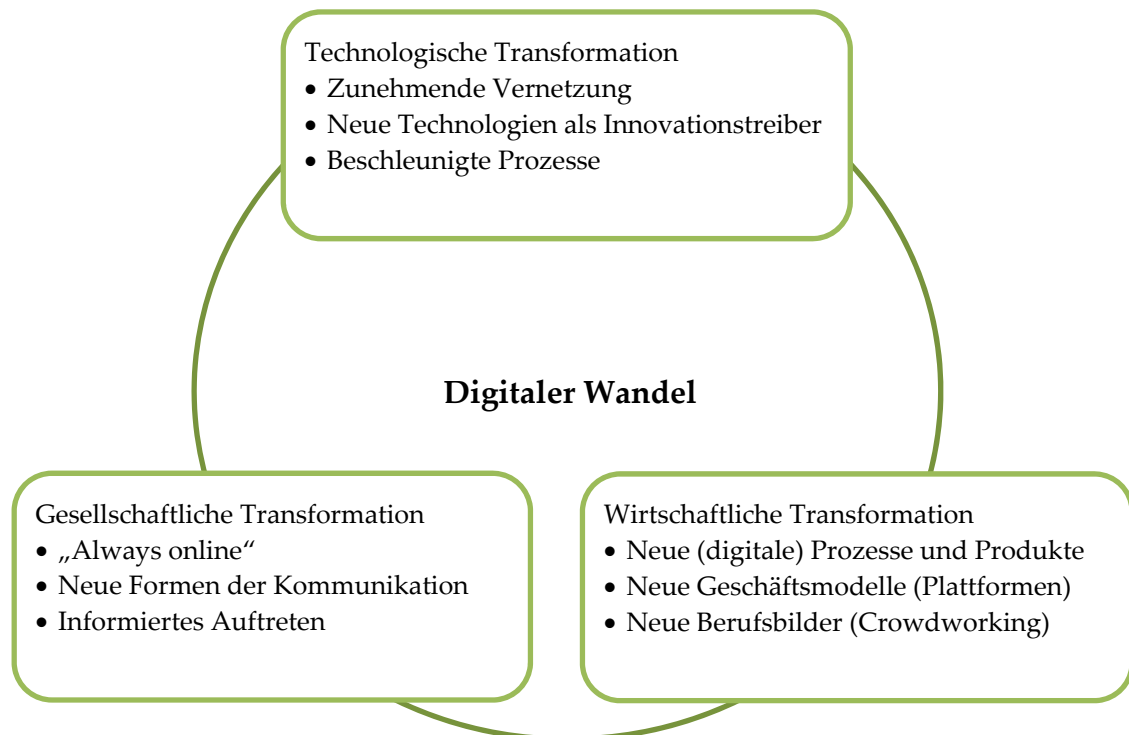 Technologische Transformation
• Zunehmende Vernetzung
• Neue Technologien als Innovationstreiber
• Beschleunigte Prozesse
Digitaler Wandel
Gesellschaftliche Transformation
• „Always online“
• Neue Formen der Kommunikation
• Informiertes Auftreten
Wirtschaftliche Transformation
• Neue (digitale) Prozesse und Produkte
• Neue Geschäftsmodelle (Plattformen)
• Neue Berufsbilder (Crowdworking)